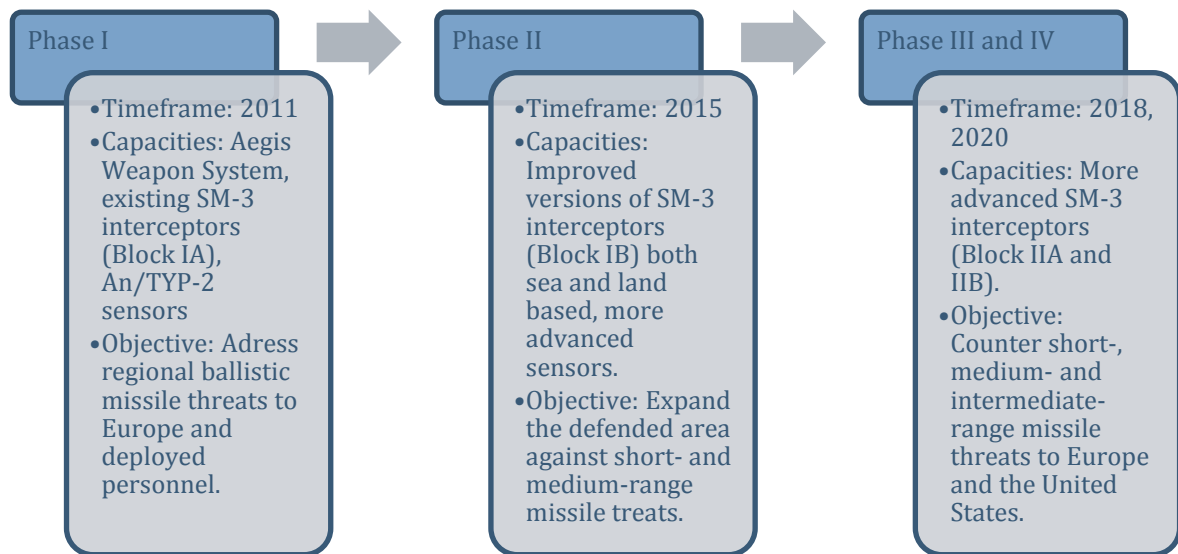 Phase I
•Timeframe: 2011
•Capacities: Aegis
Weapon System,
existing SM-3
interceptors
(Block IA),
An/TYP-2
sensors
•Objective: Adress
regional ballistic
missile threats to
Europe and
deployed
personnel.
Phase II
•Timeframe: 2015
•Capacities:
Improved
versions of SM-3
interceptors
(Block IB) both
sea and land
based, more
advanced
sensors.
•Objective: Expand
the defended area
against short- and
medium-range
missile treats.
Phase III and IV
•Timeframe: 2018,
2020
•Capacities: More
advanced SM-3
interceptors
(Block IIA and
IIB).
•Objective:
Counter short-,
medium- and
intermediate-
range missile
threats to Europe
and the United
States.